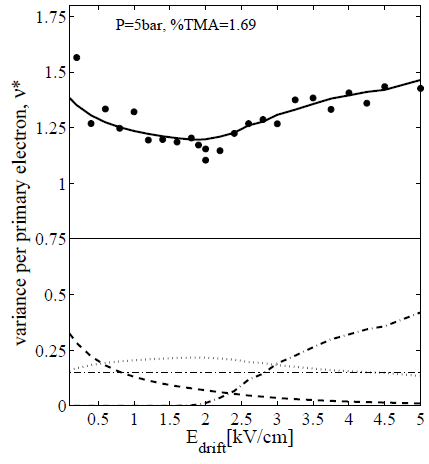 P=5bar, %TMA=1.69
variance per primary electron, ν*
1.75
1.5
1.25
1
0.75
0.5
0.25
0
0.5 1 1.5 2 2.5 3 3.5 4 4.5 5
E_drift[kV/cm]